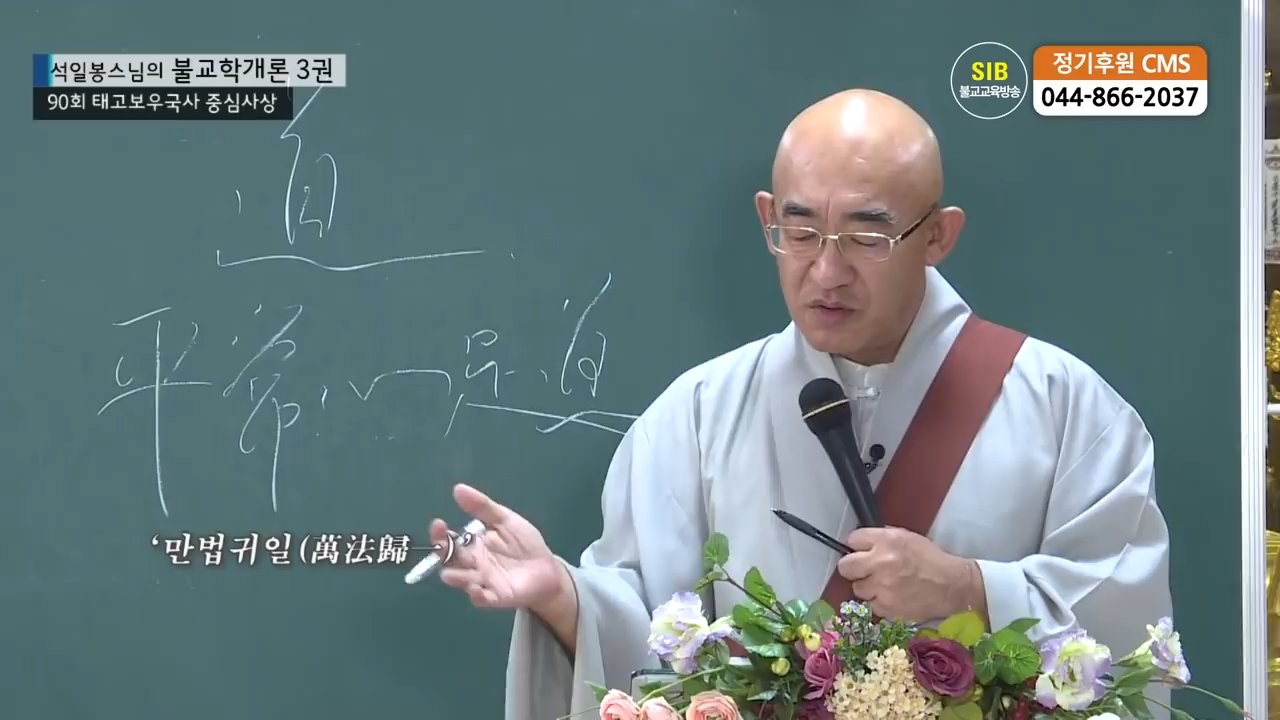 석일봉스님의 불교학개론 3권
90회 태고보우국사 중심사상
SIB
불교교육방송
정기후원 CMS
044-866-2037
道
平常心是道
‘만법귀일(萬法歸一)’